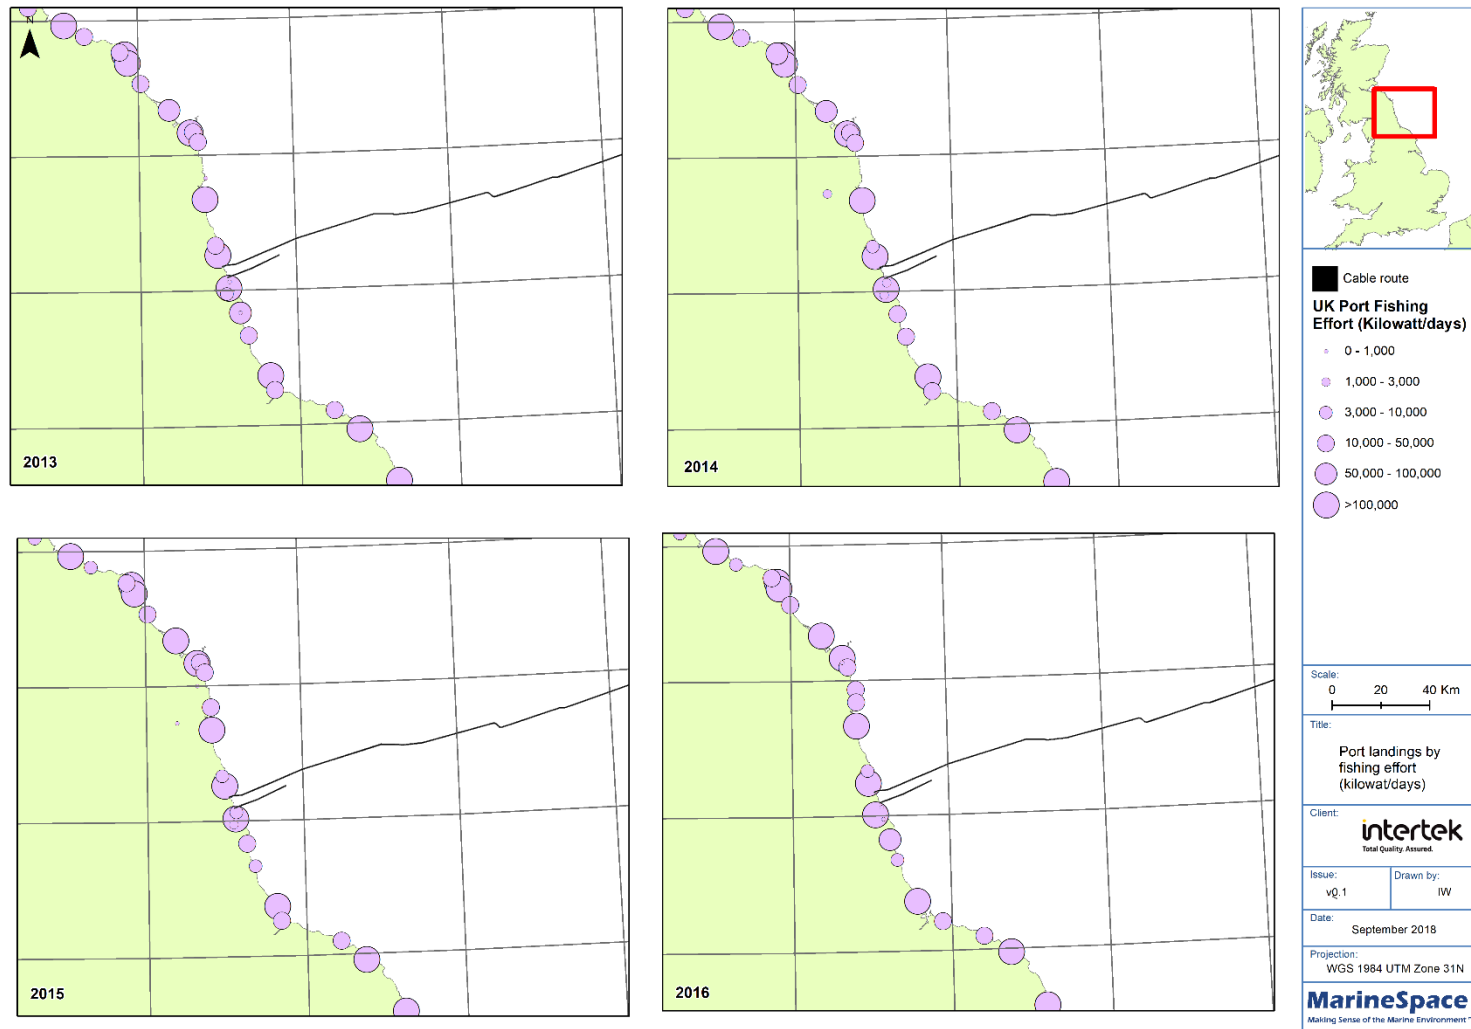 N
2013
2014
2015
2016
Cable route
UK Port Fishing
Effort (Kilowatt/days)
0 - 1,000
1,000 - 3,000
3,000 - 10,000
10,000 - 50,000
50,000 - 100,000
>100,000
Scale:
0 20 40 Km
Title:
Port landings by
fishing effort
(kilowat/days)
Client:
intertek
Total Quality. Assured.
Issue: Drawn by:
v0.1 IW
Date:
September 2018
Projection:
WGS 1984 UTM Zone 31N
MarineSpace
Making Sense of the Marine Environment